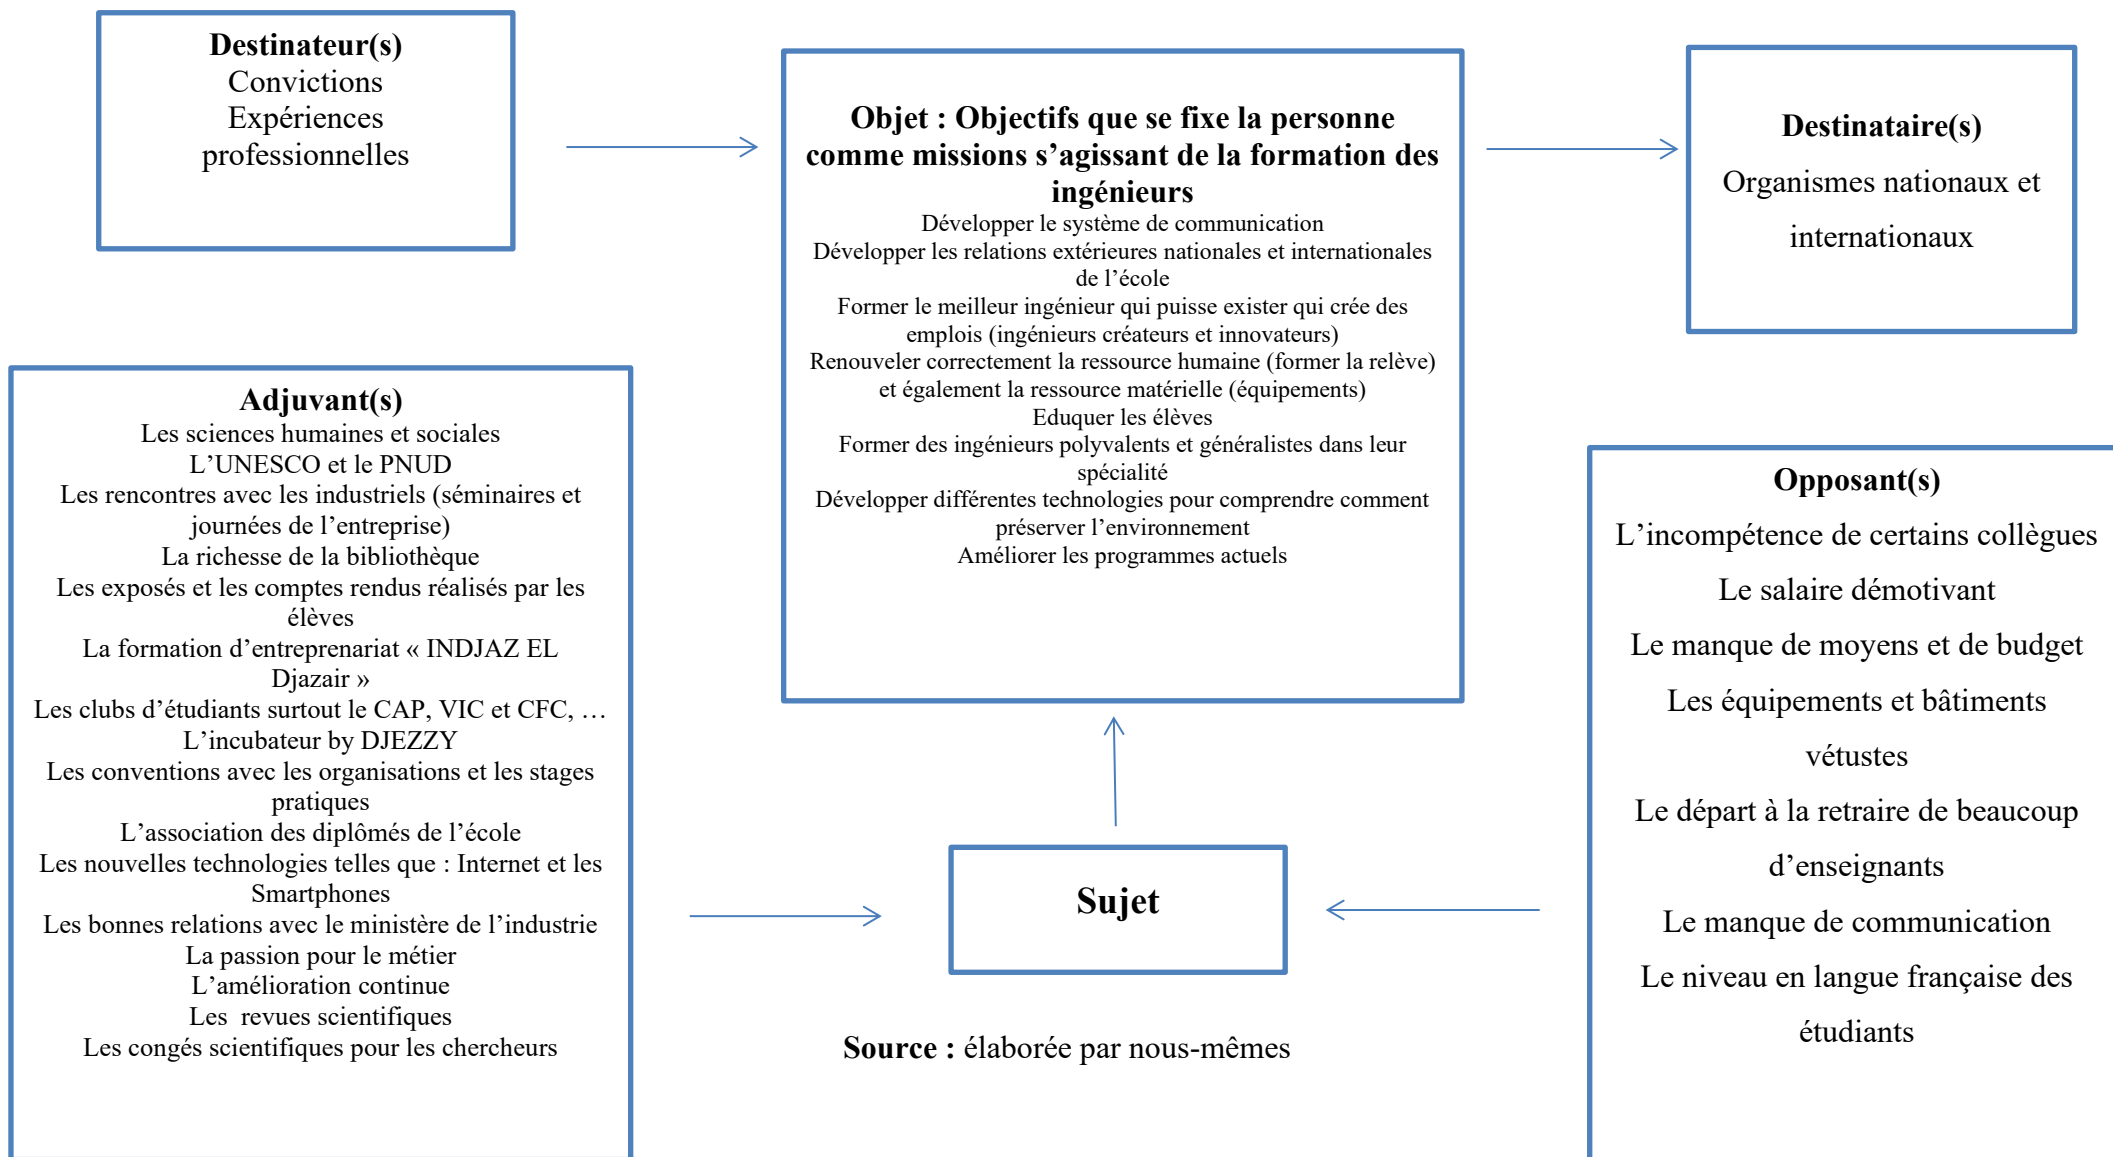 Destinateur(s)
Convictions
Expériences
professionnelles
Objet : Objectifs que se fixe la personne
comme missions s’agissant de la formation des
ingénieurs
Développer le système de communication
Développer les relations extérieures nationales et internationales
de l’école
Former le meilleur ingénieur qui puisse exister qui crée des
emplois (ingénieurs créateurs et innovateurs)
Renouveler correctement la ressource humaine (former la relève)
et également la ressource matérielle (équipements)
Eduquer les élèves
Former des ingénieurs polyvalents et généralistes dans leur
spécialité
Développer différentes technologies pour comprendre comment
préserver l’environnement
Améliorer les programmes actuels
Destinataire(s)
Organismes nationaux et
internationaux
Adjuvant(s)
Les sciences humaines et sociales
L’UNESCO et le PNUD
Les rencontres avec les industriels (séminaires et
journées de l’entreprise)
La richesse de la bibliothèque
Les exposés et les comptes rendus réalisés par les
élèves
La formation d’entreprenariat « INDJAZ EL
Djazair »
Les clubs d’étudiants surtout le CAP, VIC et CFC, …
L’incubateur by DJEZZY
Les conventions avec les organisations et les stages
pratiques
L’association des diplômés de l’école
Les nouvelles technologies telles que : Internet et les
Smartphones
Les bonnes relations avec le ministère de l’industrie
La passion pour le métier
L’amélioration continue
Les revues scientifiques
Les congés scientifiques pour les chercheurs
Sujet
Opposant(s)
L’incompétence de certains collègues
Le salaire démotivant
Le manque de moyens et de budget
Les équipements et bâtiments
vétustes
Le départ à la retraire de beaucoup
d’enseignants
Le manque de communication
Le niveau en langue française des
étudiants
Source : élaborée par nous-mêmes